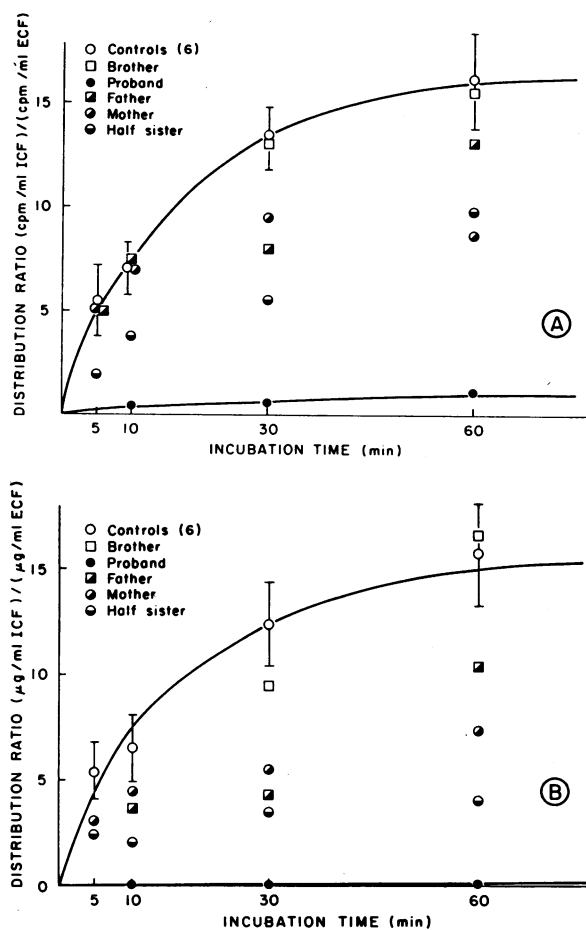 DISTRIBUTION RATIO (cpm/ml ICF)/(cpm/ml ECF)
15
10
5
Controls (6)
Brother
Proband
Father
Mother
Half sister
A
5 10 30 60
INCUBATION TIME (min)
DISTRIBUTION RATIO (μg/ml ICF)/(μg/ml ECF)
15
10
5
0
Controls (6)
Brother
Proband
Father
Mother
Half sister
B
5 10 30 60
INCUBATION TIME (min)